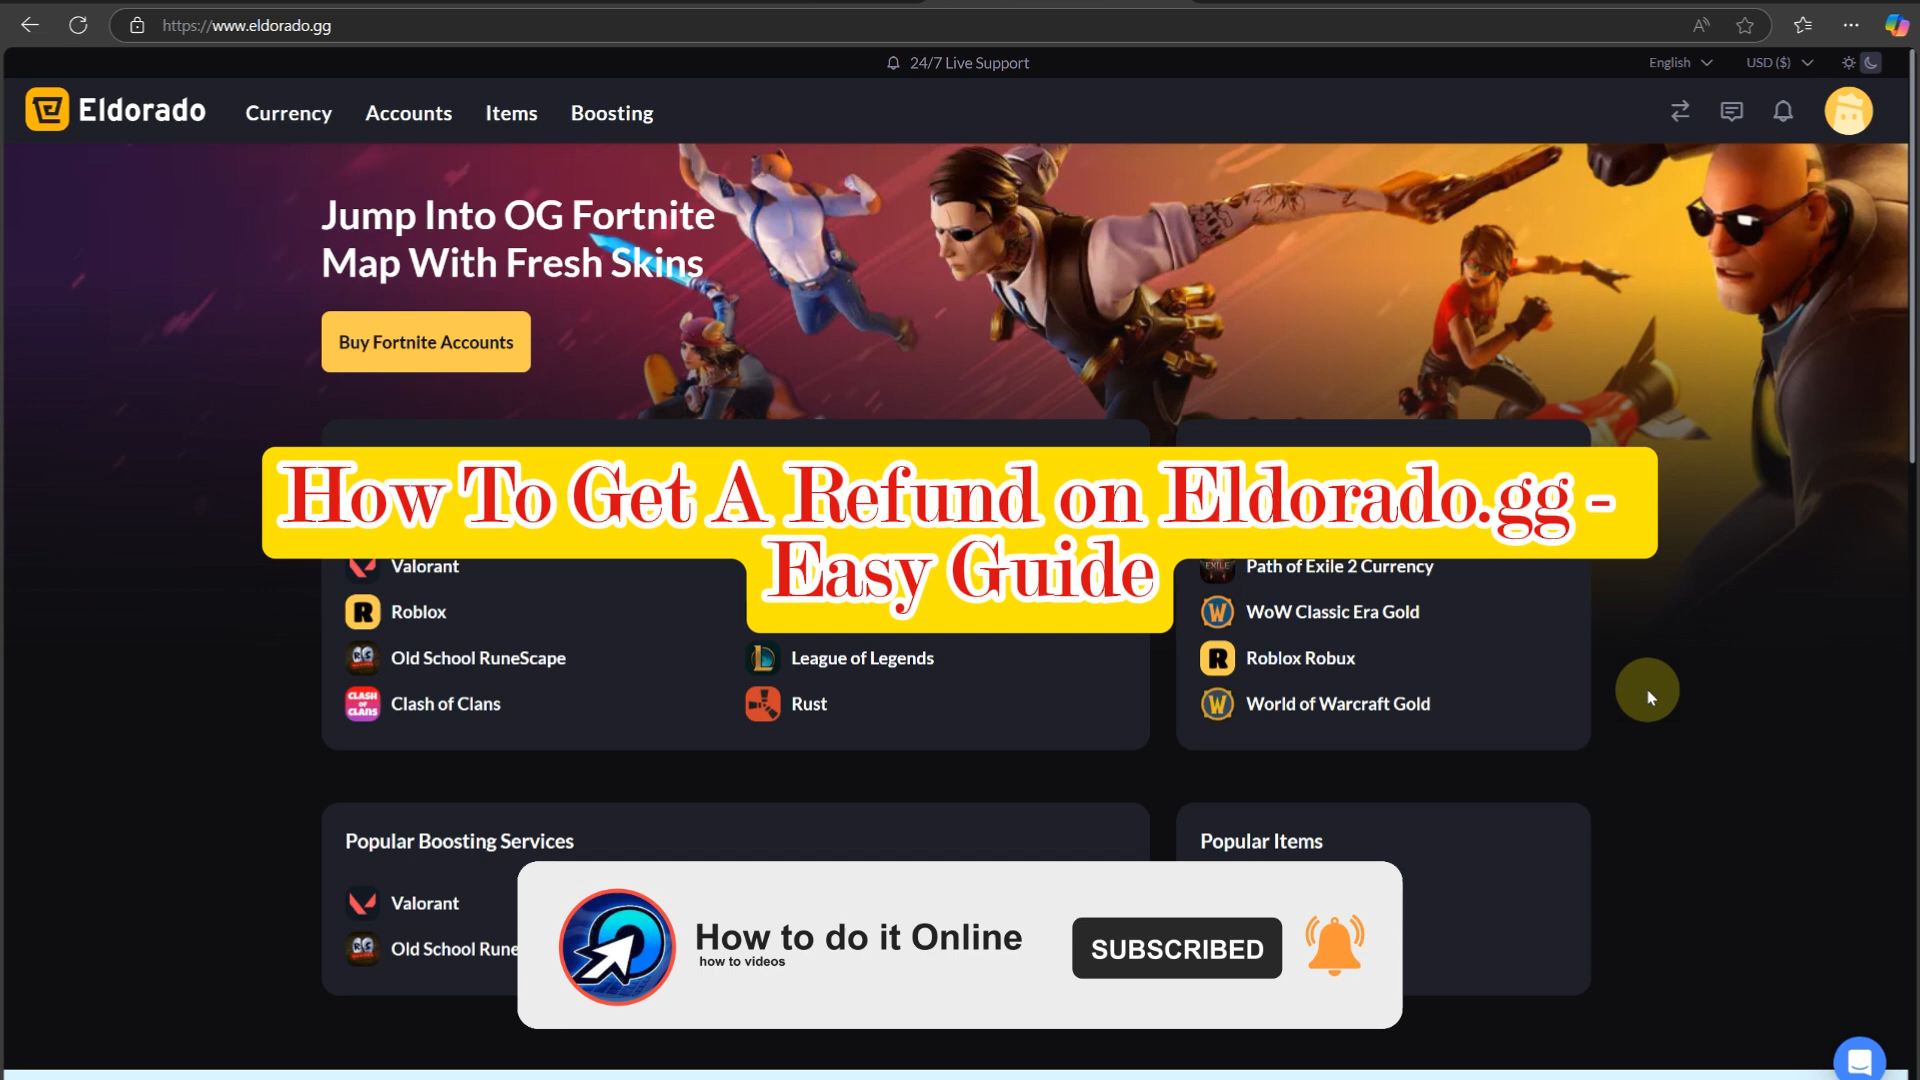 https://www.eldorado.gg
24/7 Live Support
English
USD ($)
Eldorado
Currency
Accounts
Items
Boosting
Jump Into OG Fortnite
Map With Fresh Skins
Buy Fortnite Accounts
How To Get A Refund on Eldorado.gg -
Easy Guide
Valorant
Roblox
Old School RuneScape
CLASH OF CLANS
Clash of Clans
League of Legends
Rust
EXILE
Path of Exile 2 Currency
WoW Classic Era Gold
Roblox Robux
World of Warcraft Gold
Popular Boosting Services
Valorant
Old School Rune
Popular Items
How to do it Online
how to videos
SUBSCRIBED